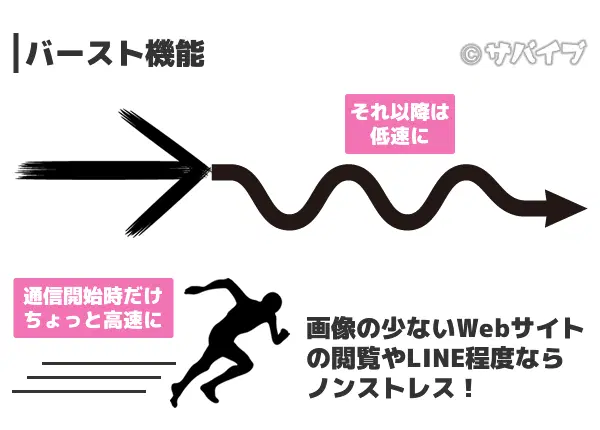 バースト機能
©サバイブ
それ以降は
低速に
通信開始時だけ
ちょっと高速に
画像の少ないWebサイト
の閲覧やLINE程度なら
ノンストレス！